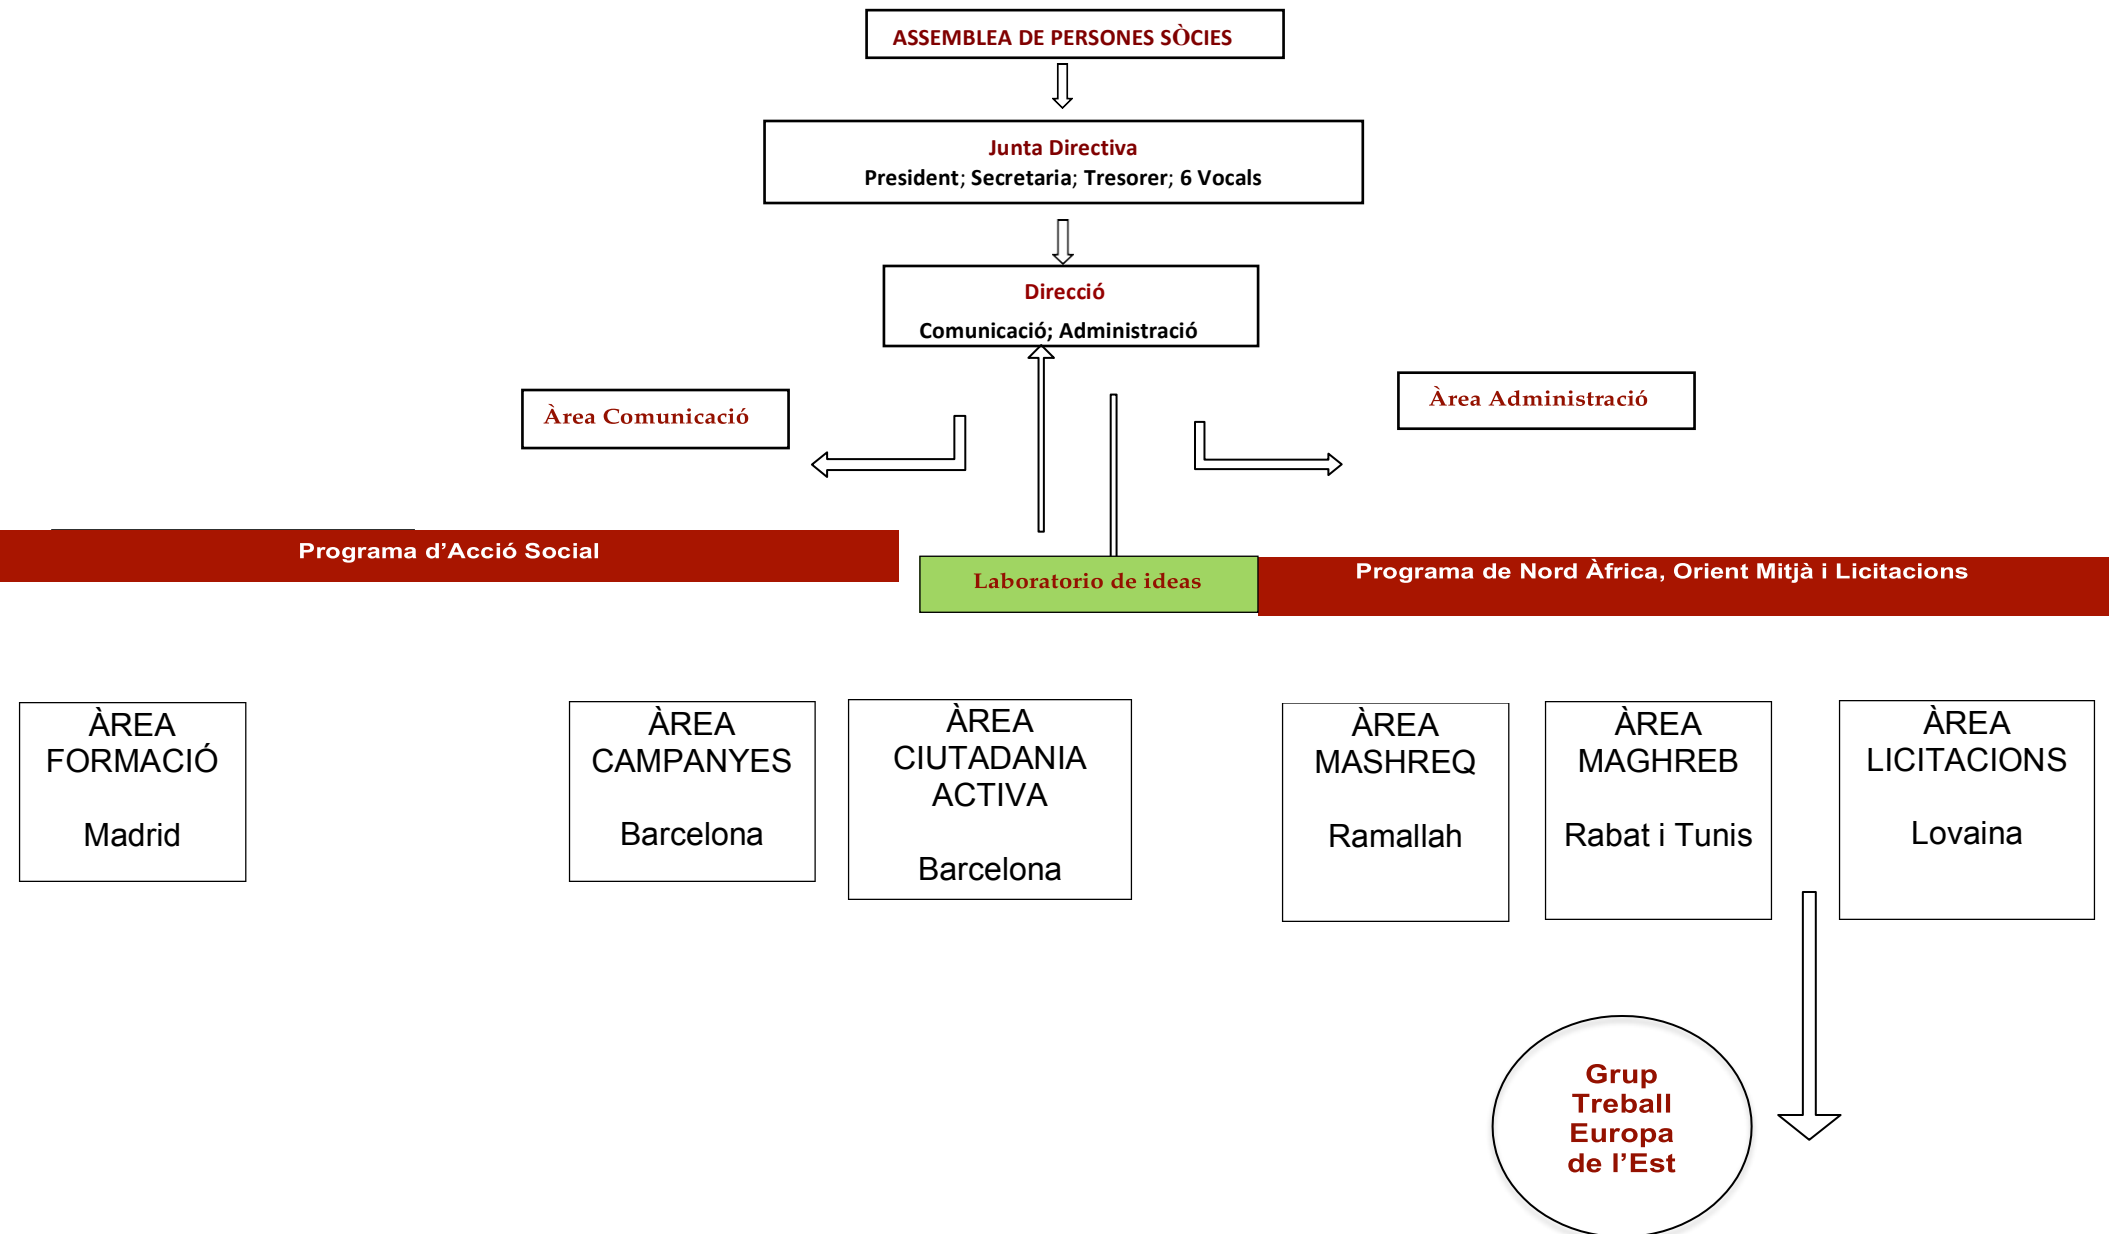 ASSEMBLEA DE PERSONES SÒCIES
Junta Directiva
President; Secretaria; Tresorer; 6 Vocals
Direcció
Comunicació; Administració
Àrea Comunicació
Àrea Administració
Programa d’Acció Social
Laboratorio de ideas
Programa de Nord Àfrica, Orient Mitjà i Licitacions
ÀREA
FORMACIÓ
Madrid
ÀREA
CAMPANYES
Barcelona
ÀREA
CIUTADANIA
ACTIVA
Barcelona
ÀREA
MASHREQ
Ramallah
ÀREA
MAGHREB
Rabat i Tunis
ÀREA
LICITACIONS
Lovaina
Grup
Treball
Europa
de l’Est